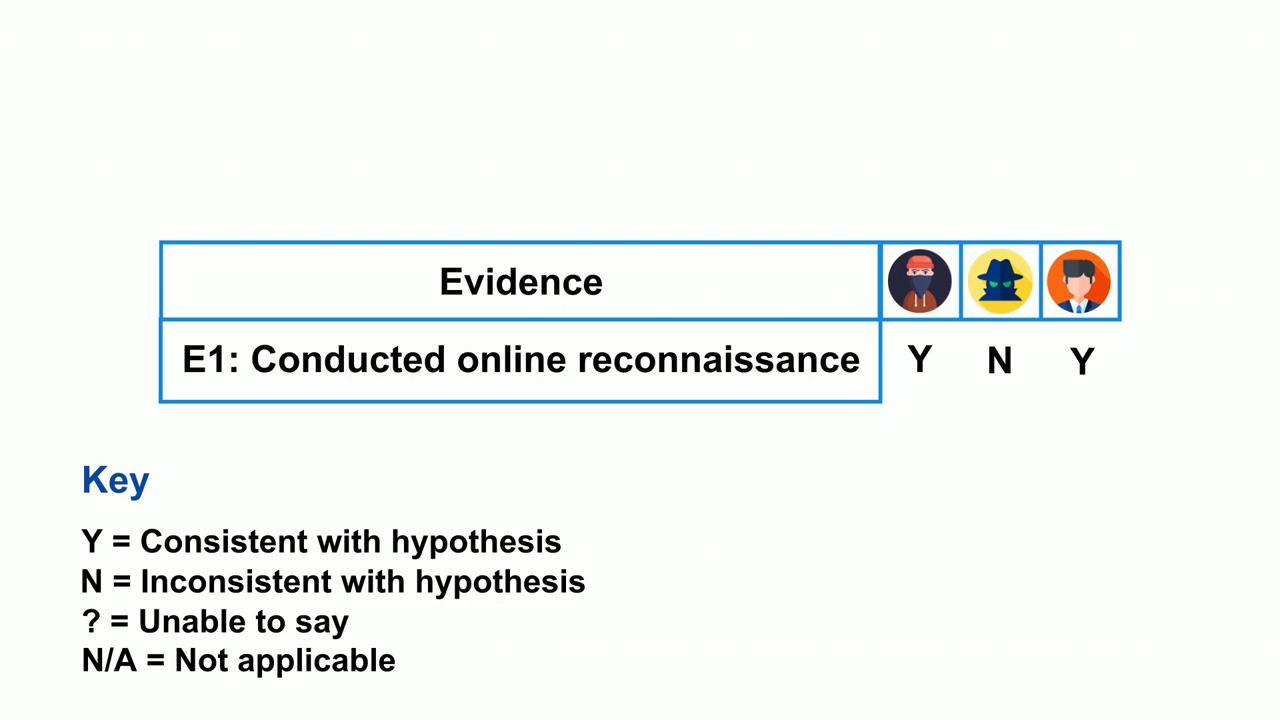 Evidence
E1: Conducted online reconnaissance Y N Y
Key
Y = Consistent with hypothesis
N = Inconsistent with hypothesis
? = Unable to say
N/A = Not applicable